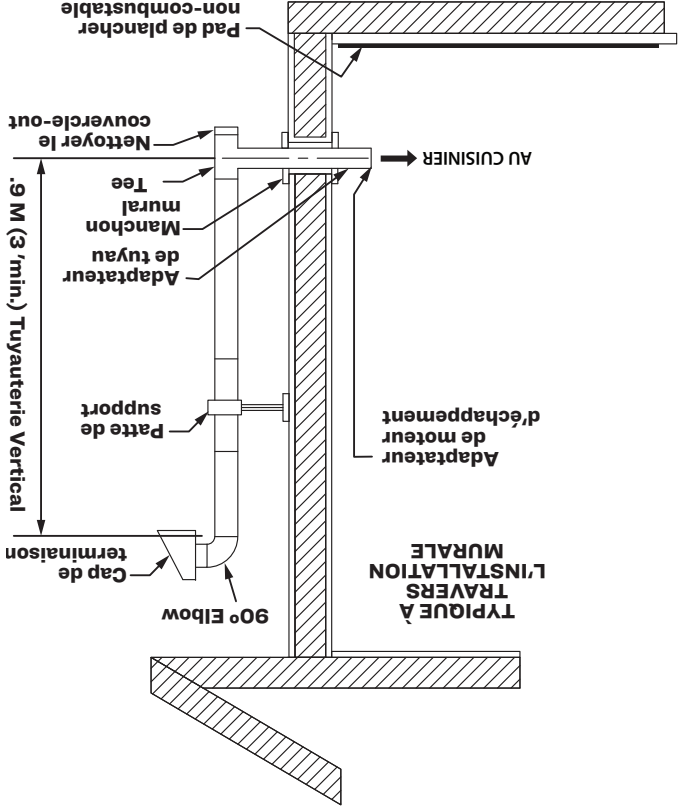 TYPIQUE À
TRAVERS
L'INSTALLATION
MURALE
90° Elbow
Cap de
terminaison
Adaptateur
de moteur
d'échappement
Patte de
support
.9 M (3 'min.) Tuyauterie Vertical
Adaptateur
de tuyau
Manchon
mural
Tee
AU CUISINIER
Nettoyer le
couvercle-out
Pad de plancher
non-combustable